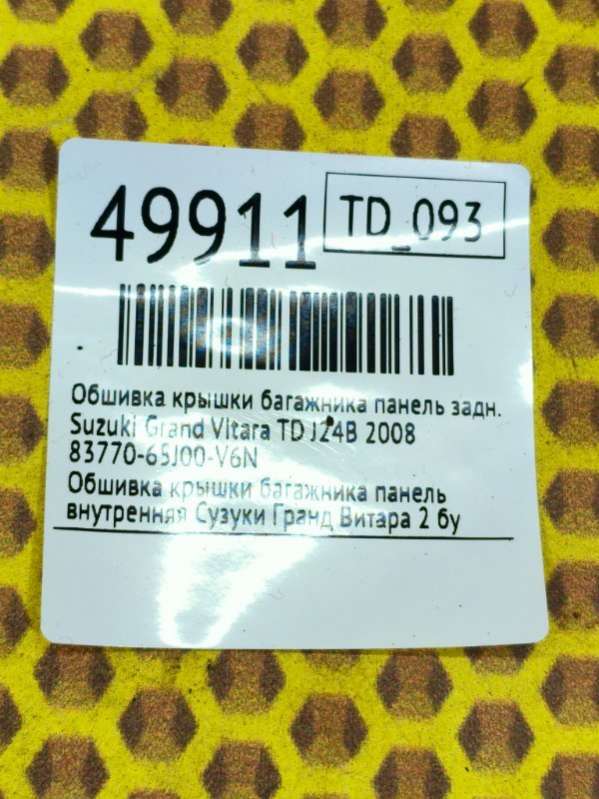 49911
TD_093
Обшивка крышки багажника панель задн.
Suzuki Grand Vitara TD J24B 2008
83770-65J00-V6N
Обшивка крышки багажника панель
внутренняя Сузуки Гранд Витара 2 бу